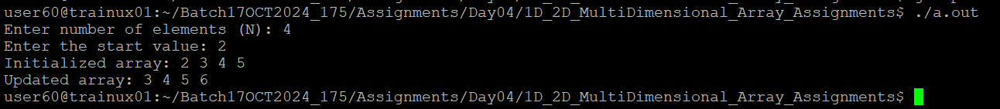 user60@trainux01:~/Batch17OCT2024_175/Assignments/Day04/1D_2D_MultiDimensional_Array_Assignments$ ./a.out
Enter number of elements (N): 4
Enter the start value: 2
Initialized array: 2 3 4 5
Updated array: 3 4 5 6
user60@trainux01:~/Batch17OCT2024_175/Assignments/Day04/1D_2D_MultiDimensional_Array_Assignments$